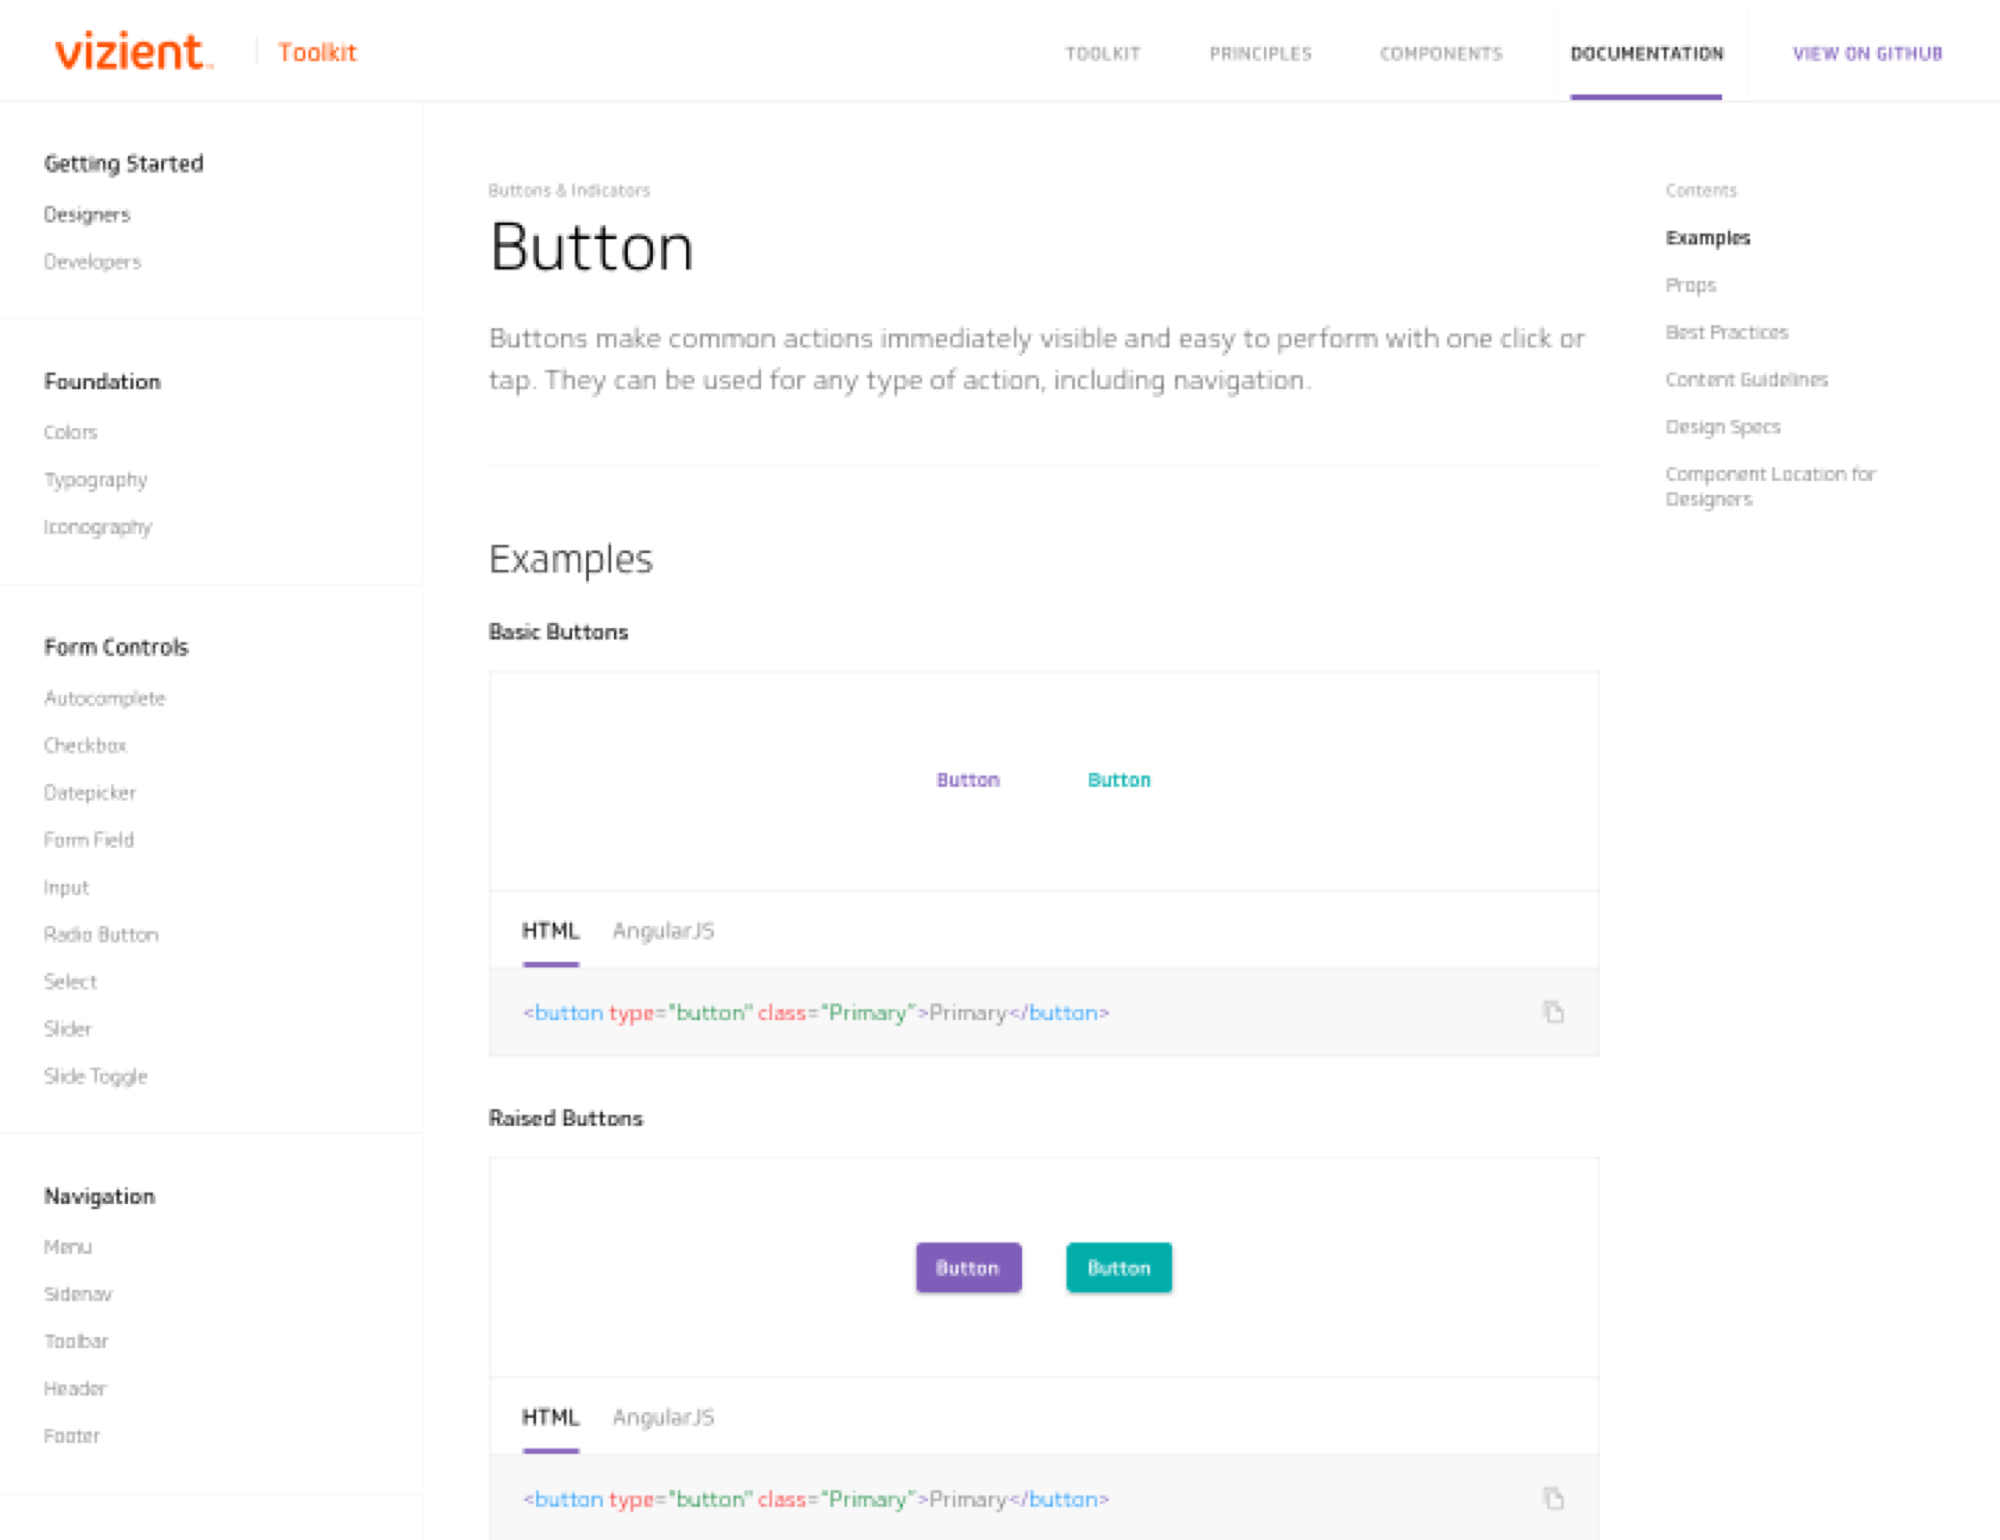 vizient™
Toolkit
TOOLKIT
PRINCIPLES
COMPONENTS
DOCUMENTATION
VIEW ON GITHUB
Getting Started
Designers
Developers
Foundation
Colors
Typography
Iconography
Form Controls
Autocomplete
Checkbox
Datepicker
Form Field
Input
Radio Button
Select
Slider
Slide Toggle
Navigation
Menu
Sidenav
Toolbar
Header
Footer
Buttons & Indicators
Button
Buttons make common actions immediately visible and easy to perform with one click or
tap. They can be used for any type of action, including navigation.
Examples
Basic Buttons
Button
Button
HTML
AngularJS
<button type="button" class="Primary">Primary</button>
Raised Buttons
Button
Button
HTML
AngularJS
<button type="button" class="Primary">Primary</button>
Contents
Examples
Props
Best Practices
Content Guidelines
Design Specs
Component Location for
Designers